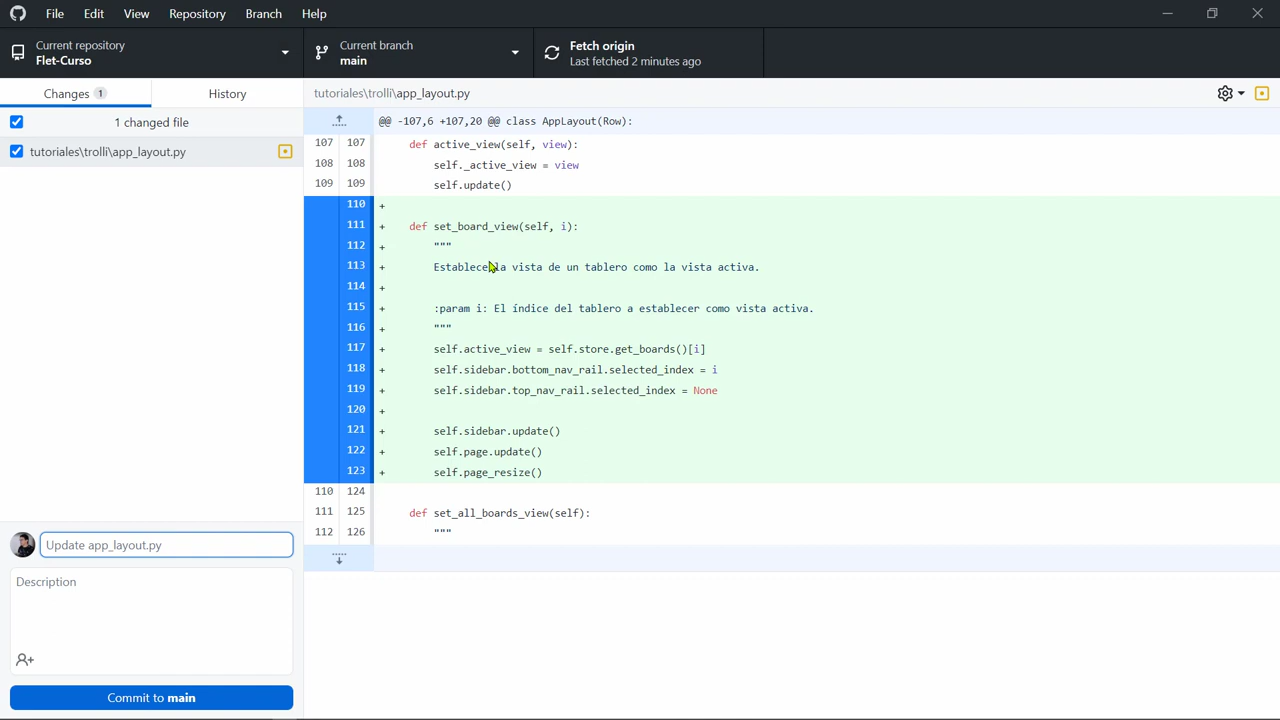 File Edit View Repository Branch Help
Current repository
Flet-Curso
Current branch
main
Fetch origin
Last fetched 2 minutes ago
Changes 1 History
1 changed file
tutoriales\trolli\app_layout.py
Update app_layout.py
Description
Commit to main
tutoriales\trolli\app_layout.py
@@ -107,6 +107,20 @@ class AppLayout(Row):
107 107 def active_view(self, view):
108 108 self._active_view = view
109 109 self.update()
110 +
111 + def set_board_view(self, i):
112 + """
113 + Establece la vista de un tablero como la vista activa.
114 +
115 + :param i: El índice del tablero a establecer como vista activa.
116 + """
117 + self.active_view = self.store.get_boards()[i]
118 + self.sidebar.bottom_nav_rail.selected_index = i
119 + self.sidebar.top_nav_rail.selected_index = None
120 +
121 + self.sidebar.update()
122 + self.page.update()
123 + self.page_resize()
110 124
111 125 def set_all_boards_view(self):
112 126 """